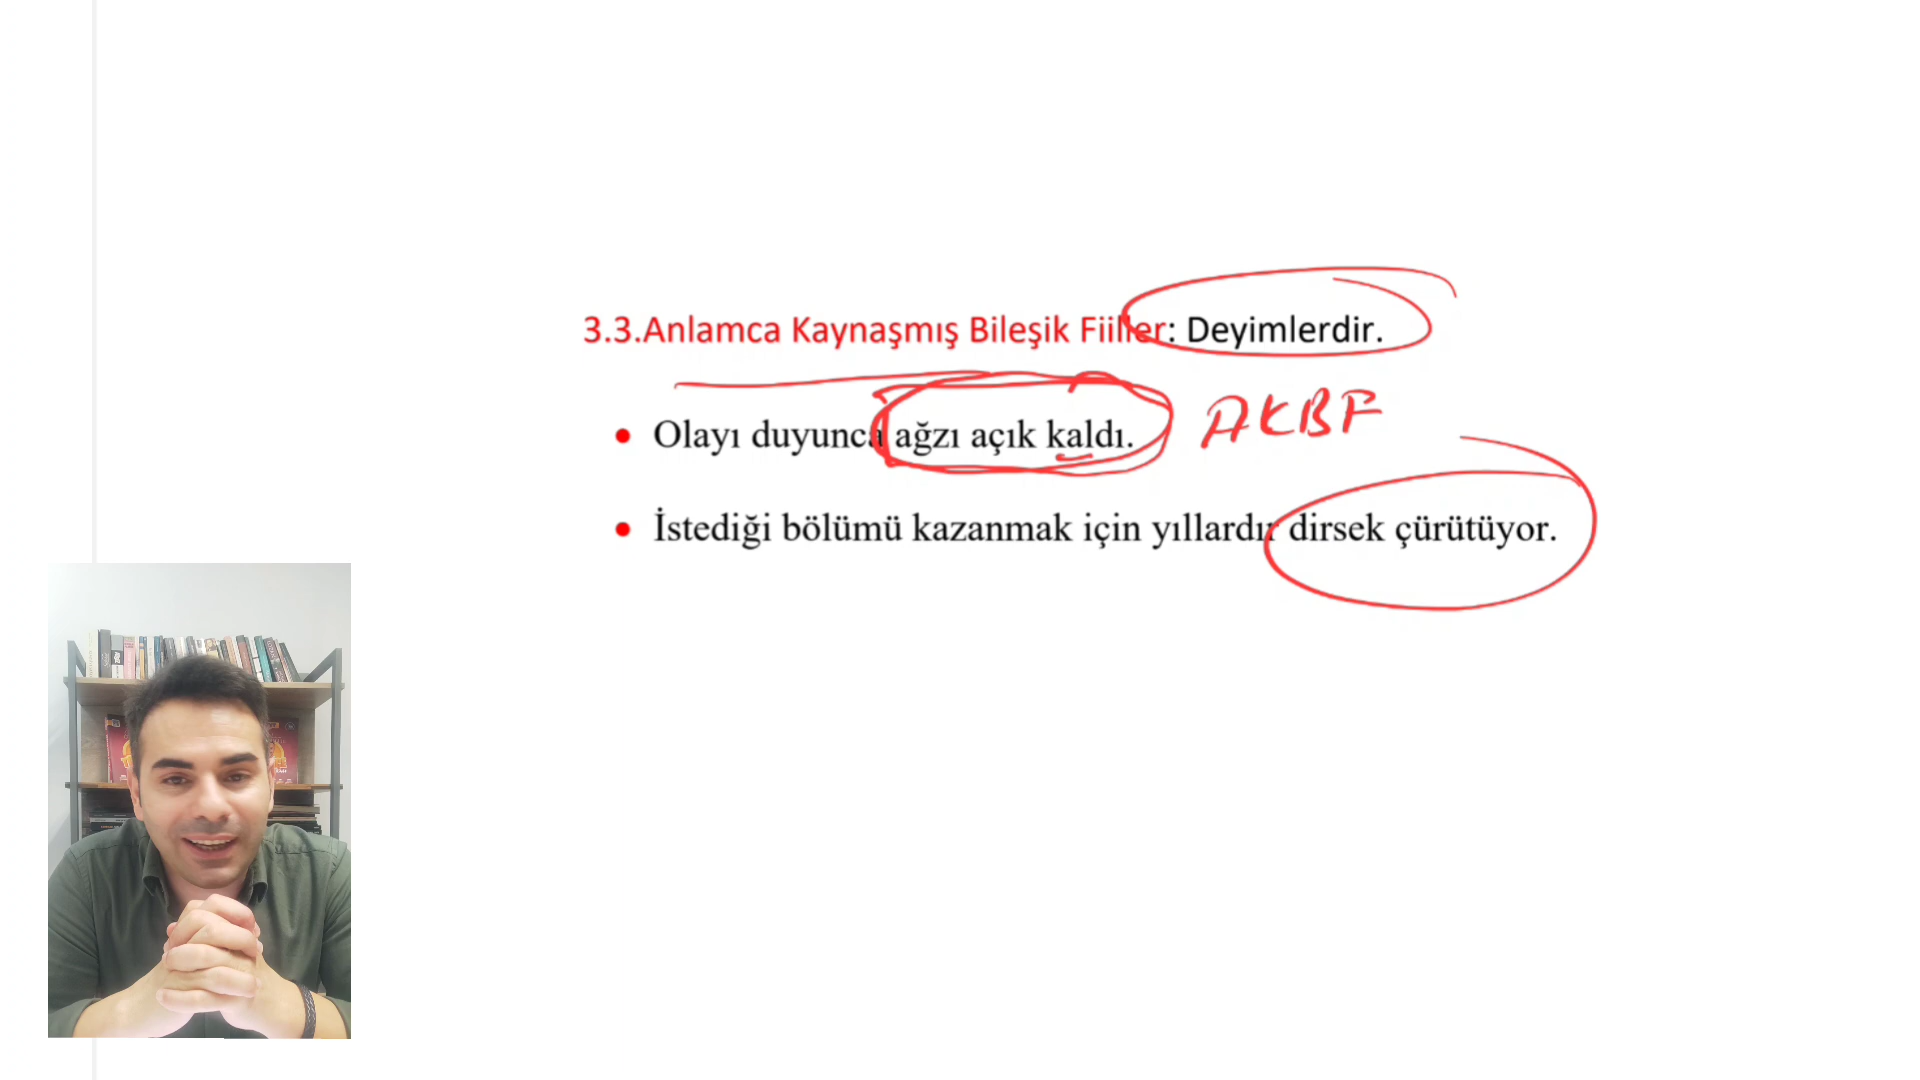 3.3.Anlamca Kaynaşmış Bileşik Fiiller: Deyimlerdir.
• Olayı duyunca ağzı açık kaldı. AKBF
• İstediği bölümü kazanmak için yıllardır dirsek çürütüyor.